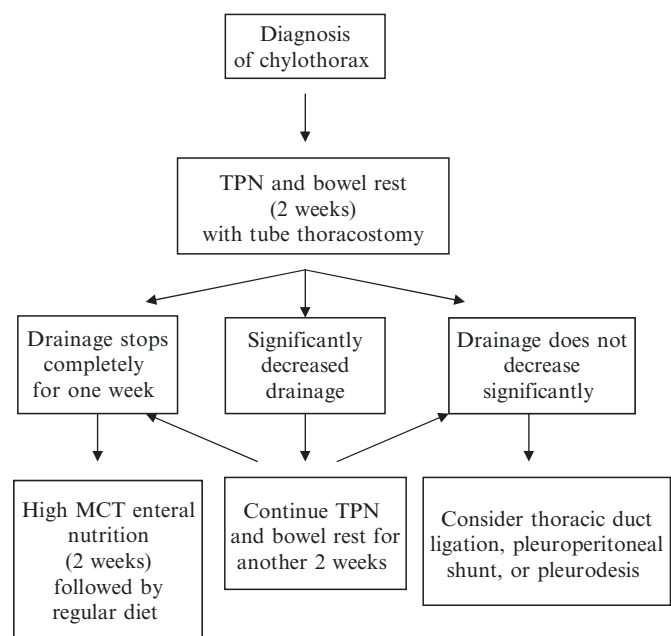 Diagnosis
of chylothorax
TPN and bowel rest
(2 weeks)
with tube thoracostomy
Drainage stops
completely
for one week
Significantly
decreased
drainage
Drainage does not
decrease
significantly
High MCT enteral
nutrition
(2 weeks)
followed by
regular diet
Continue TPN
and bowel rest for
another 2 weeks
Consider thoracic duct
ligation, pleuroperitoneal
shunt, or pleurodesis